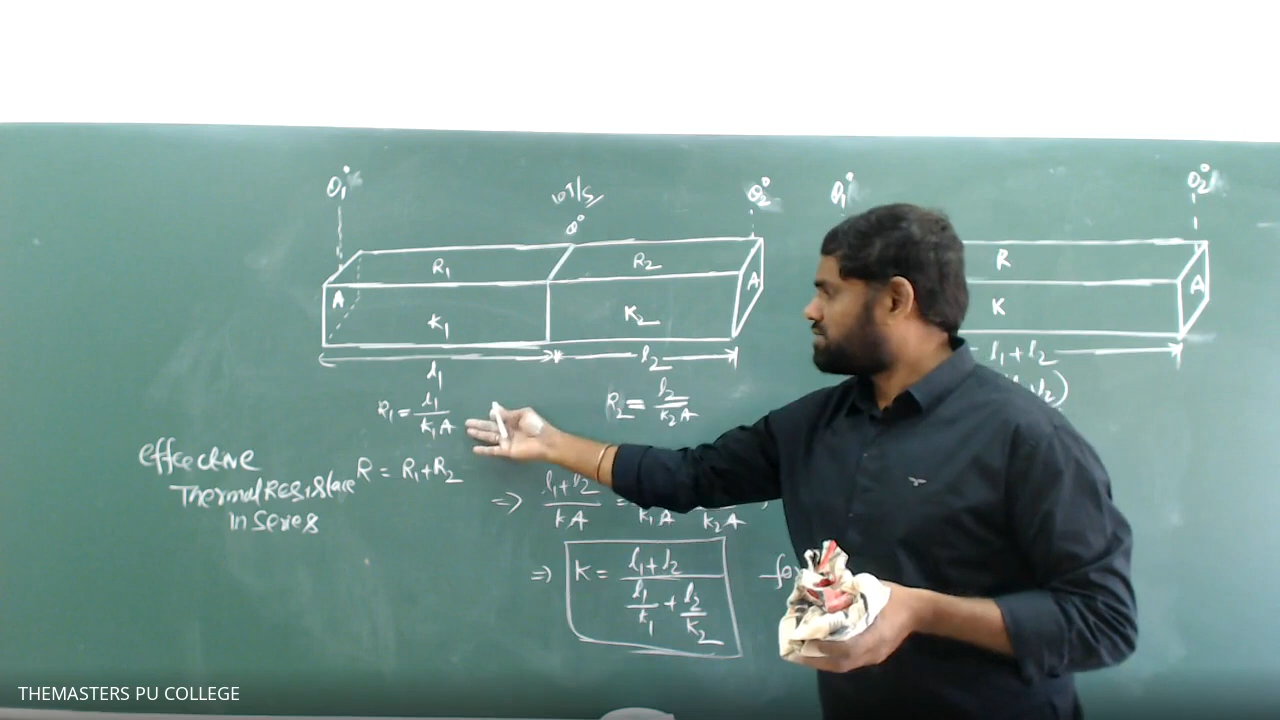 θ₁° θ° θ₂° θ₁° θ₂°
R₁ R₂ R
A A A
K₁ K₂ K
l₁ l₂ l₁+l₂
R₁ = l₁/K₁A R₂ = l₂/K₂A
effective R = R₁+R₂
Thermal
in Series
=> l₁+l₂/KA = K₁A K₂A
=> K = l₁+l₂/(l₁/K₁ + l₂/K₂)
THEMASTERS PU COLLEGE